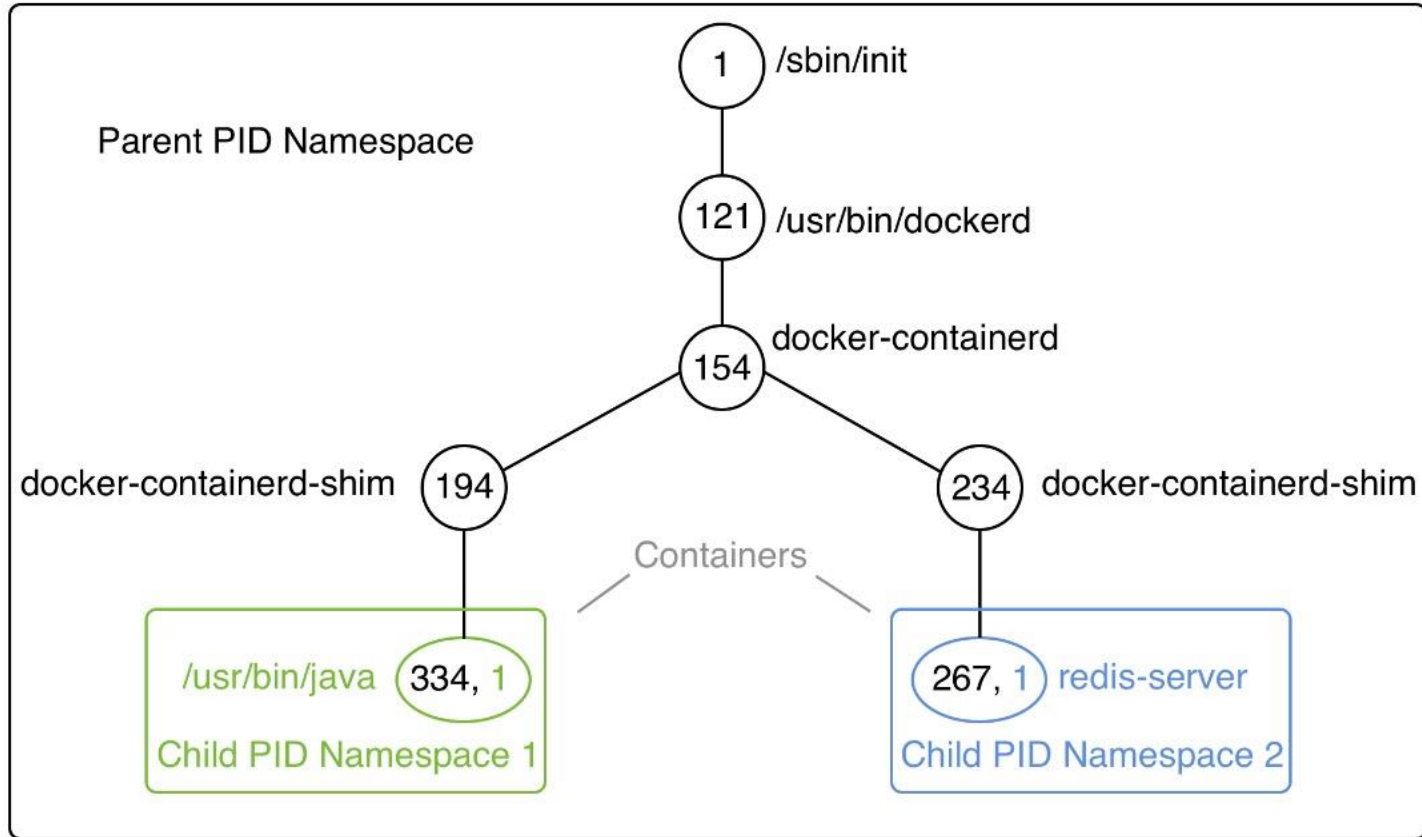 1 /sbin/init
Parent PID Namespace
121 /usr/bin/dockerd
docker-containerd
154
docker-containerd-shim 194
234 docker-containerd-shim
Containers
/usr/bin/java 334, 1
Child PID Namespace 1
267, 1 redis-server
Child PID Namespace 2